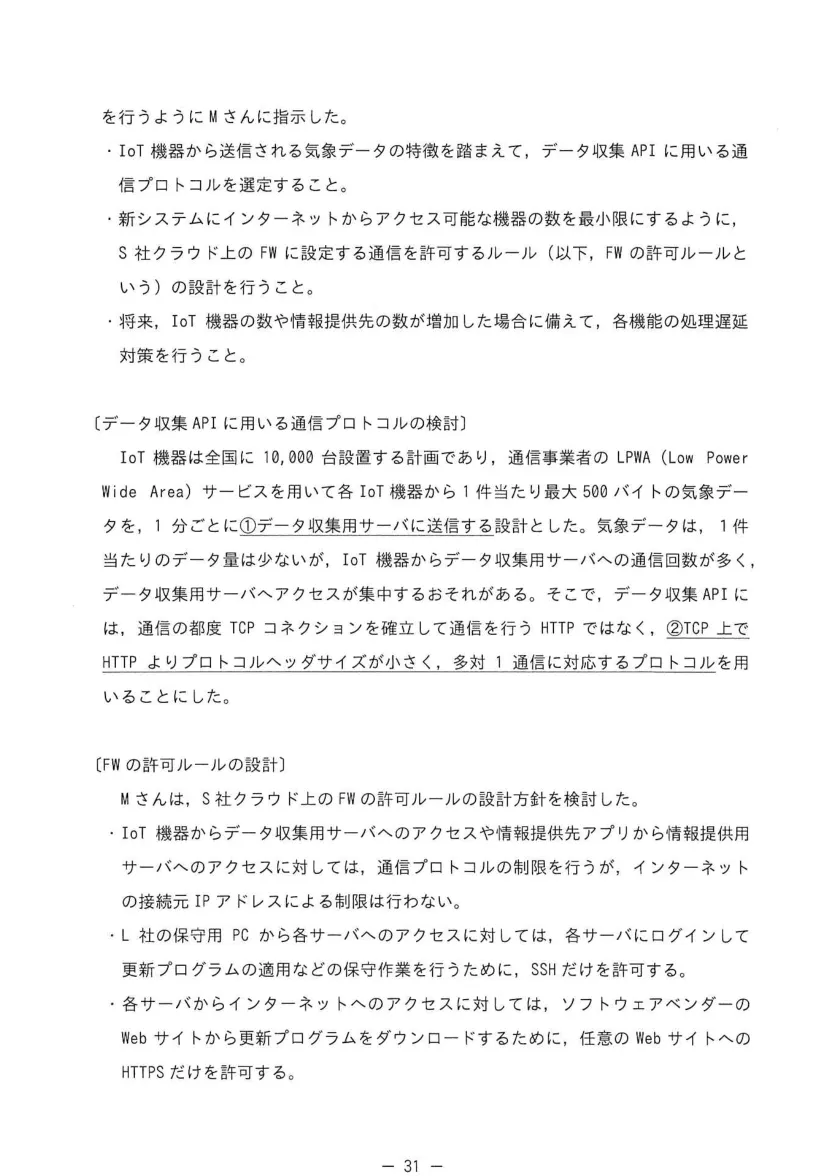 を行うようにMさんに指示した。
・IoT 機器から送信される気象データの特徴を踏まえて，データ収集 API に用いる通
信プロトコルを選定すること。
・新システムにインターネットからアクセス可能な機器の数を最小限にするように，
S 社クラウド上の FW に設定する通信を許可するルール（以下，FW の許可ルールと
いう）の設計を行うこと。
・将来，IoT 機器の数や情報提供先の数が増加した場合に備えて，各機能の処理遅延
対策を行うこと。
〔データ収集 API に用いる通信プロトコルの検討〕
IoT 機器は全国に 10,000 台設置する計画であり，通信事業者の LPWA（Low Power
Wide Area）サービスを用いて各 IoT 機器から 1 件当たり最大 500 バイトの気象デー
タを，1 分ごとに①データ収集用サーバに送信する設計とした。気象データは，1 件
当たりのデータ量は少ないが，IoT 機器からデータ収集用サーバへの通信回数が多く，
データ収集用サーバへアクセスが集中するおそれがある。そこで，データ収集 API に
は，通信の都度 TCP コネクションを確立して通信を行う HTTP ではなく，②TCP 上で
HTTP よりプロトコルヘッダサイズが小さく，多対 1 通信に対応するプロトコルを用
いることにした。
〔FW の許可ルールの設計〕
M さんは，S 社クラウド上の FW の許可ルールの設計方針を検討した。
・IoT 機器からデータ収集用サーバへのアクセスや情報提供先アプリから情報提供用
サーバへのアクセスに対しては，通信プロトコルの制限を行うが，インターネット
の接続元 IP アドレスによる制限は行わない。
・L 社の保守用 PC から各サーバへのアクセスに対しては，各サーバにログインして
更新プログラムの適用などの保守作業を行うために，SSH だけを許可する。
・各サーバからインターネットへのアクセスに対しては，ソフトウェアベンダーの
Web サイトから更新プログラムをダウンロードするために，任意の Web サイトへの
HTTPS だけを許可する。
－ 31 －